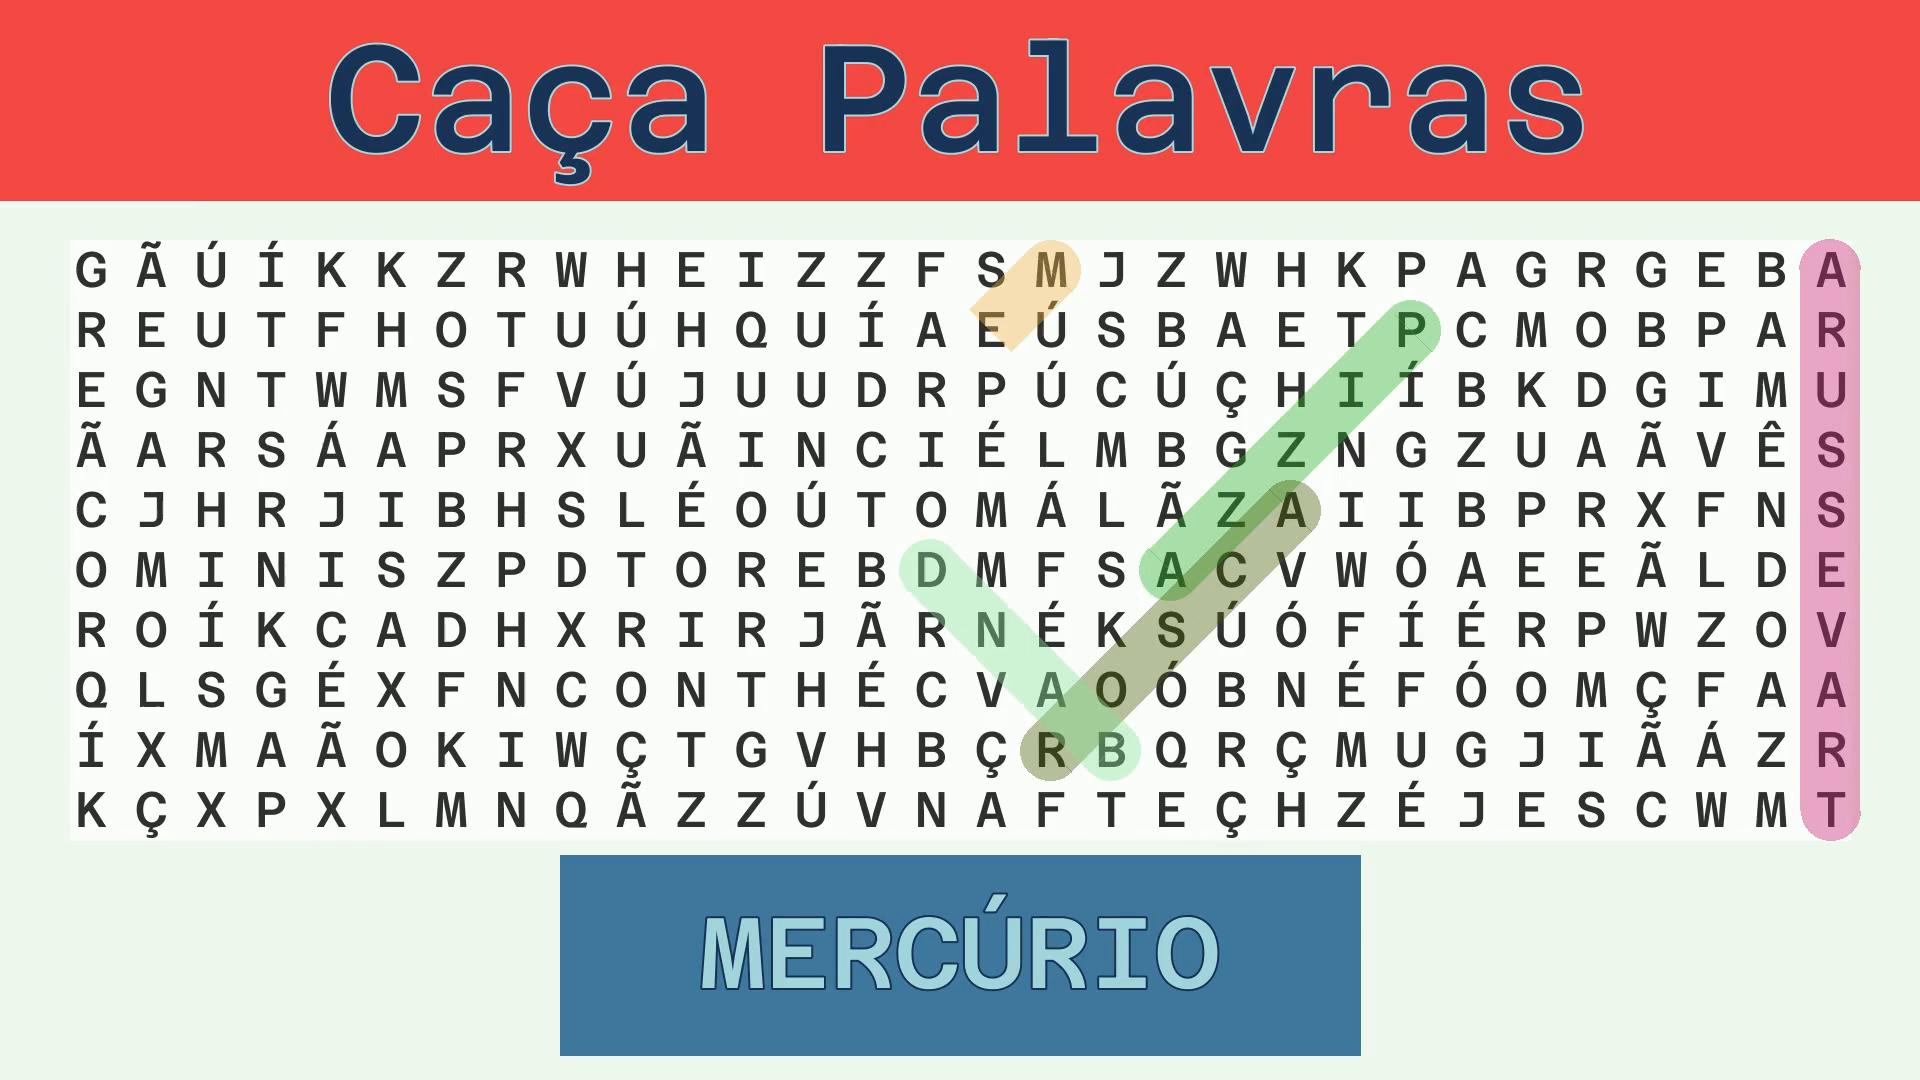 Caça Palavras
G Ã Ú Í K K Z R W H E I Z Z F S M J Z W H K P A G R G E B A
R E U T F H O T U Ú H Q U Í A E Ú S B A E T P C M O B P A R
E G N T W M S F V Ú J U U D R P Ú C Ú Ç H I Í B K D G I M U
Ã A R S Á A P R X U Ã I N C I É L M B G Z N G Z U A Ã V Ê S
C J H R J I B H S L É O Ú T O M Á L Ã Z A I I B P R X F N S
O M I N I S Z P D T O R E B D M F S A C V W Ó A E E Ã L D E
R O Í K C A D H X R I R J Ã R N É K S Ú Ó F Í É R P W Z O V
Q L S G É X F N C O N T H É C V A O Ó B N É F Ó O M Ç F A A
Í X M A Ã O K I W Ç T G V H B Ç R B Q R Ç M U G J I Ã Á Z R
K Ç X P X L M N Q Ã Z Z Ú V N A F T E Ç H Z É J E S C W M T
MERCÚRIO